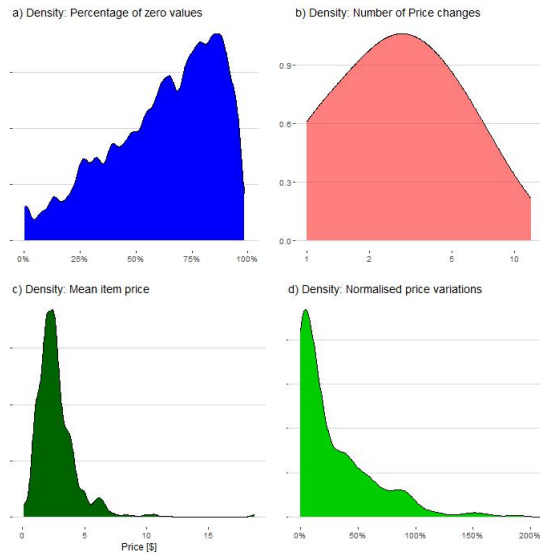 a) Density: Percentage of zero values
0% 25% 50% 75% 100%
b) Density: Number of Price changes
0.9
0.6
0.3
0.0
1 2 5 10
c) Density: Mean item price
0 5 10 15
Price [$]
d) Density: Normalised price variations
0% 50% 100% 150% 200%